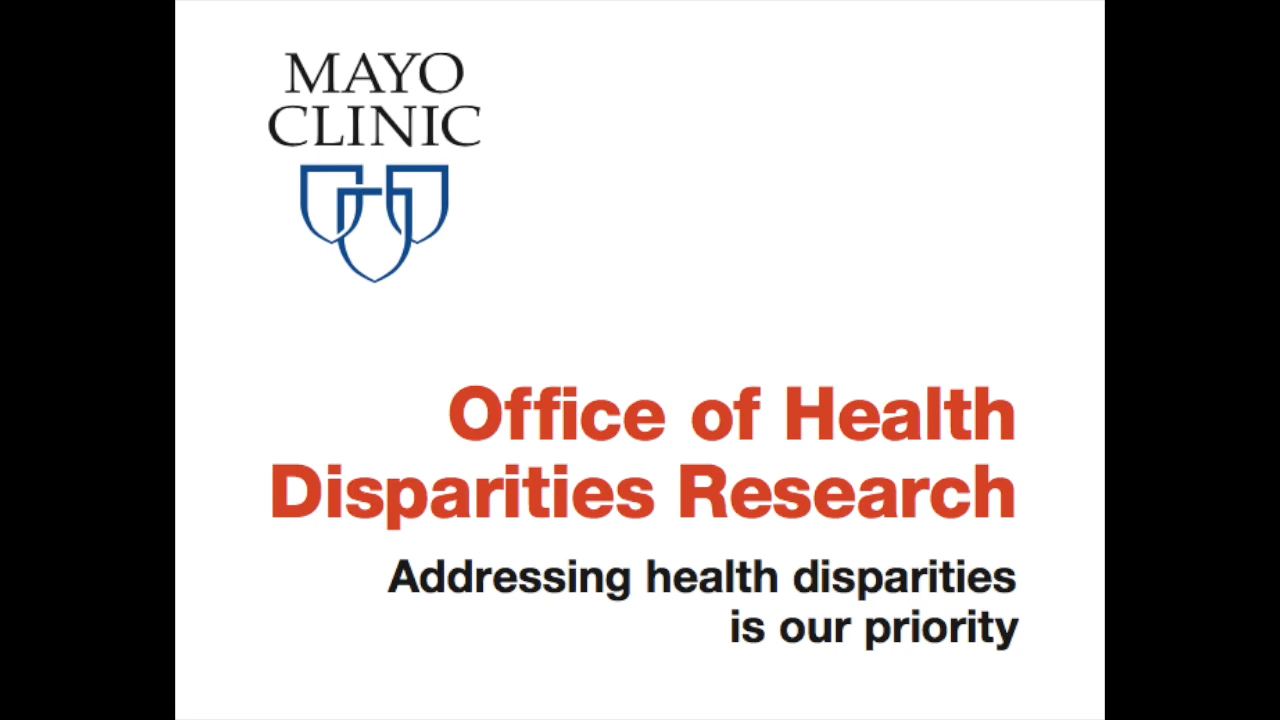 MAYO
CLINIC
Office of Health
Disparities Research
Addressing health disparities
is our priority